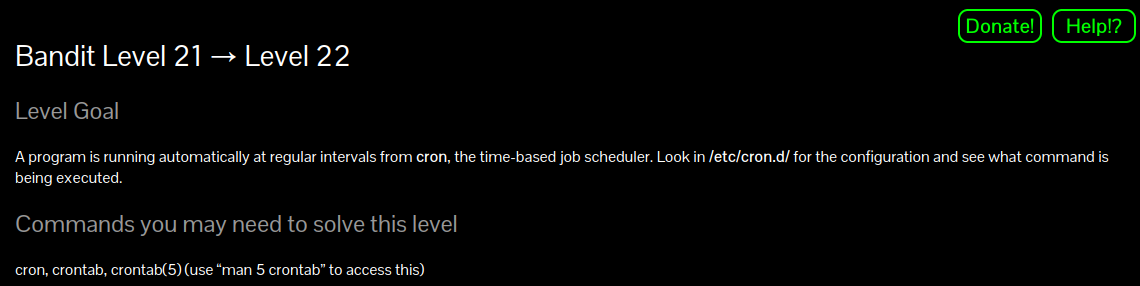 Donate! Help!?
Bandit Level 21 → Level 22
Level Goal
A program is running automatically at regular intervals from cron, the time-based job scheduler. Look in /etc/cron.d/ for the configuration and see what command is
being executed.
Commands you may need to solve this level
cron, crontab, crontab(5) (use “man 5 crontab” to access this)